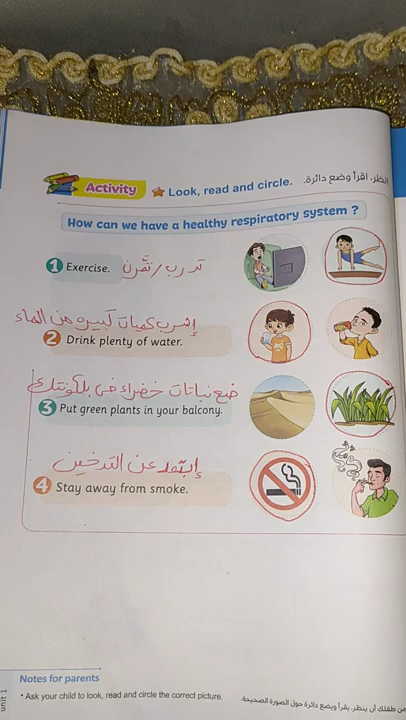 انظر، اقرأ وضع دائرة.
Activity Look, read and circle.
How can we have a healthy respiratory system ?
1 Exercise. تدرب / تمَّرن
إشرب كميات كبيره من الماء
2 Drink plenty of water.
ضع نباتات خضراء في بلكونتك
3 Put green plants in your balcony.
إبتعد عن التدخين
4 Stay away from smoke.
Notes for parents
• Ask your child to look, read and circle the correct picture.
من طفلك أن ينظر، يقرأ ويضع دائرة حول الصورة الصحيحة
unit 1